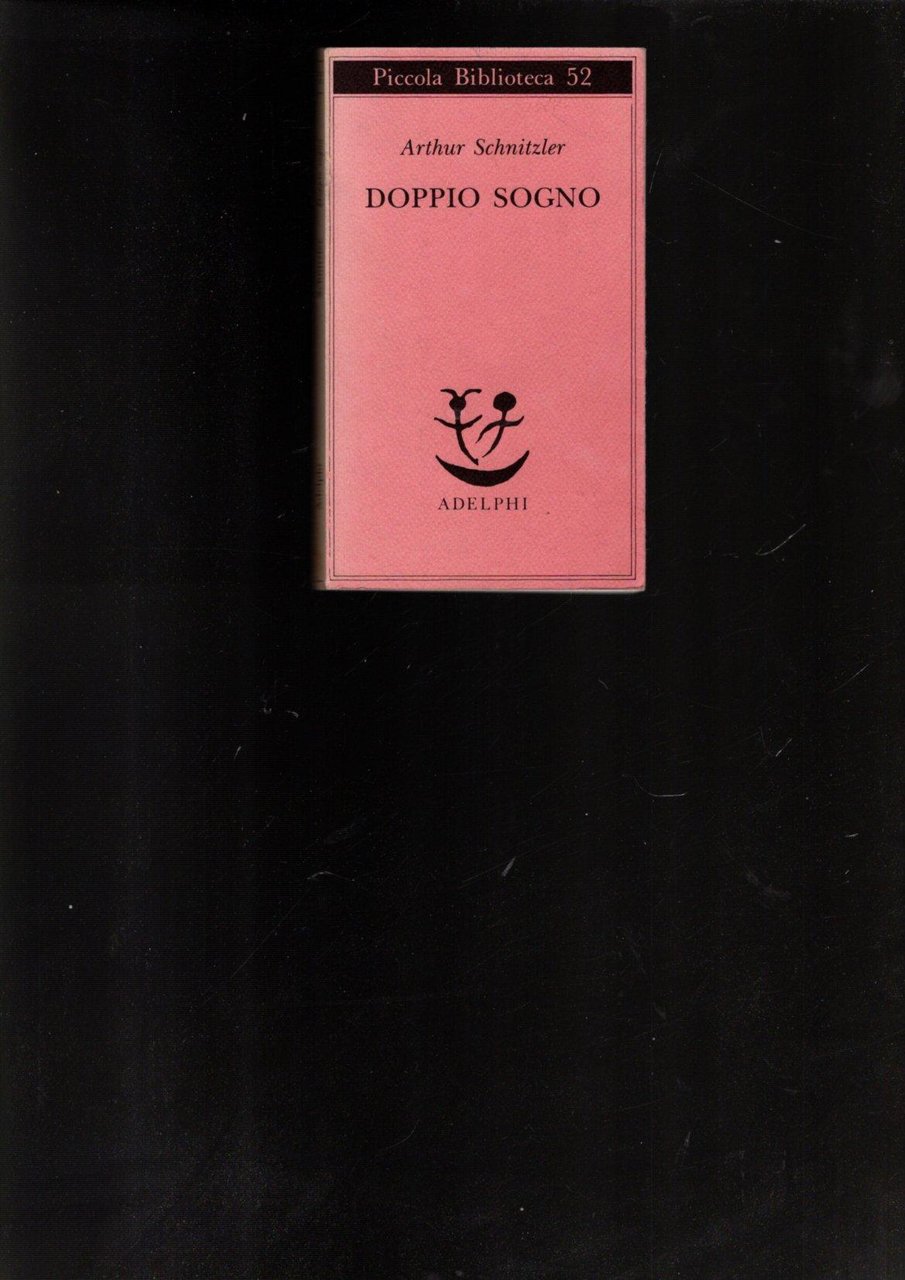 Piccola Biblioteca 52
Arthur Schnitzler
DOPPIO SOGNO
ADELPHI